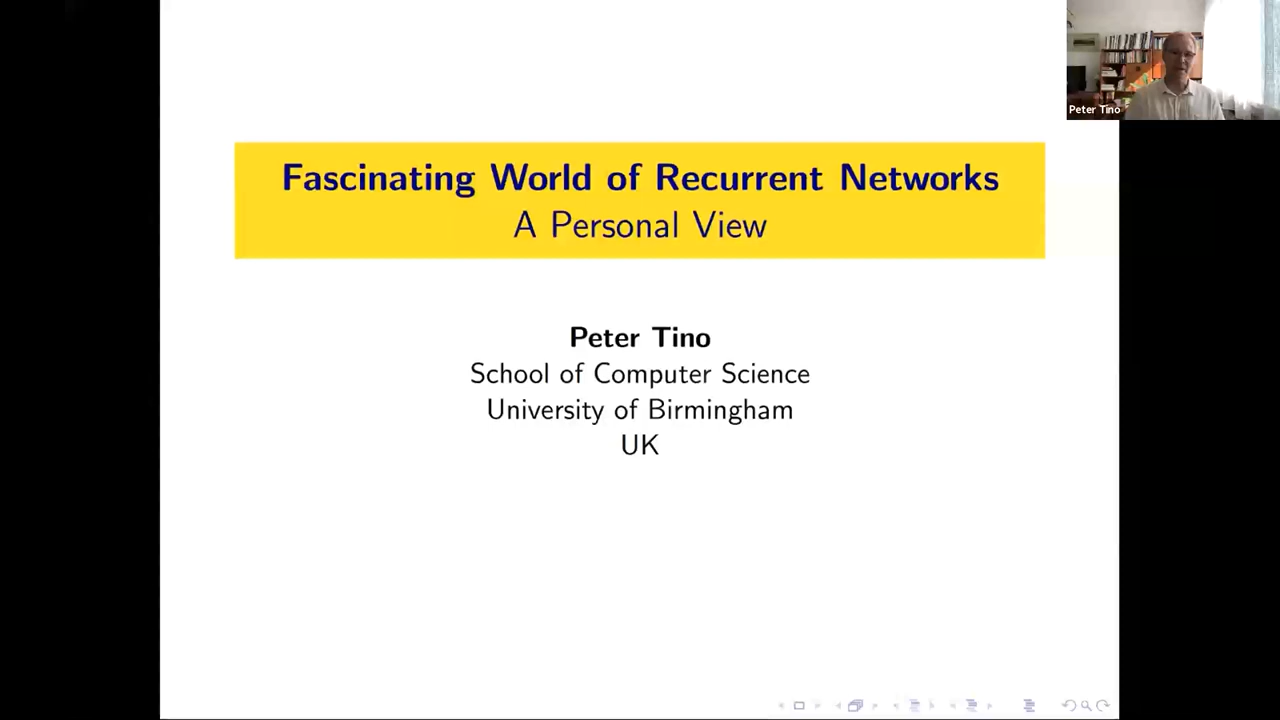 Peter Tino
Fascinating World of Recurrent Networks
A Personal View
Peter Tino
School of Computer Science
University of Birmingham
UK